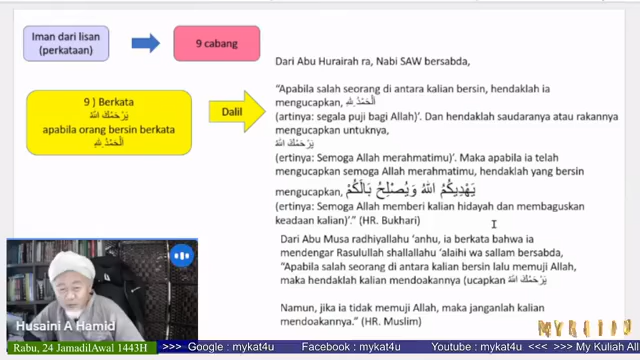 Iman dari lisan
(perkataan)
9 cabang
9 ) Berkata
يَرْحَمُكَ اللهُ
apabila orang bersin berkata
اَلْحَمْدُ لِلهِ
Dalil
Dari Abu Hurairah ra, Nabi SAW bersabda,
“Apabila salah seorang di antara kalian bersin, hendaklah ia
mengucapkan, اَلْحَمْدُ لِلهِ
(artinya: segala puji bagi Allah)’. Dan hendaklah saudaranya atau rakannya
mengucapkan untuknya,
يَرْحَمُكَ اللهُ
(ertinya: Semoga Allah merahmatimu)’. Maka apabila ia telah
mengucapkan semoga Allah merahmatimu, hendaklah yang bersin
mengucapkan, يَهْدِيكُمُ اللهُ وَيُصْلِحُ بَالَكُمْ
(ertinya: Semoga Allah memberi kalian hidayah dan membaguskan
keadaan kalian)’.” (HR. Bukhari)
Dari Abu Musa radhiyallahu ‘anhu, ia berkata bahwa ia
mendengar Rasulullah shallallahu ‘alaihi wa sallam bersabda,
“Apabila salah seorang di antara kalian bersin lalu memuji Allah,
maka hendaklah kalian mendoakannya (ucapkan يَرْحَمُكَ اللهُ
Namun, jika ia tidak memuji Allah, maka janganlah kalian
mendoakannya.” (HR. Muslim)
Husaini A Hamid
Rabu, 24 JamadilAwal 1443H
>>> Google : mykat4u Facebook : mykat4u Youtube : mykat4u >>> My Kuliah All